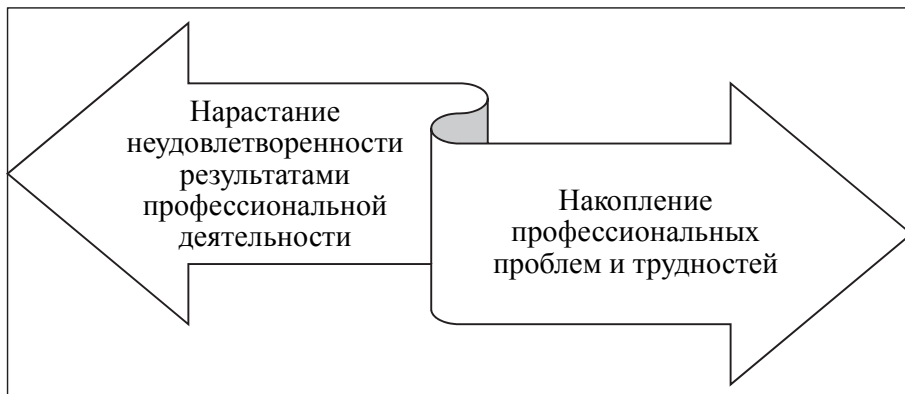 Нарастание
неудовлетворенности
результатами
профессиональной
деятельности
Накопление
профессиональных
проблем и трудностей